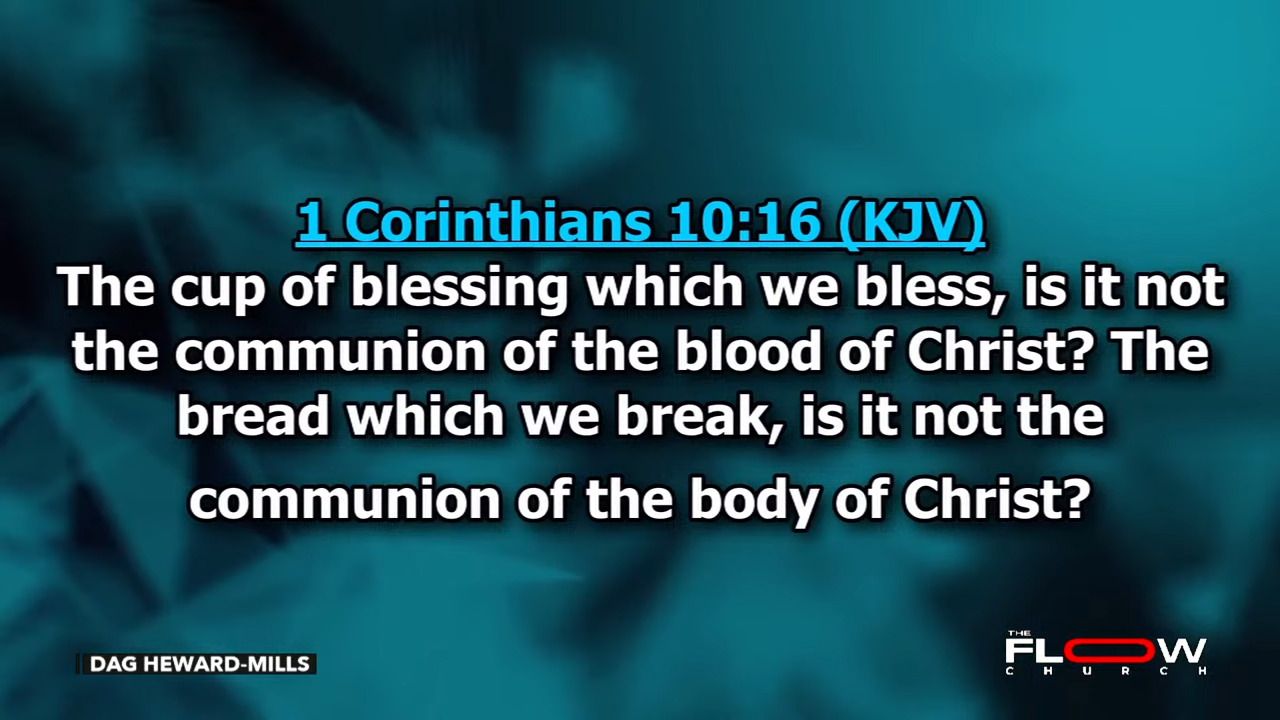 1 Corinthians 10:16 (KJV)
The cup of blessing which we bless, is it not
the communion of the blood of Christ? The
bread which we break, is it not the
communion of the body of Christ?
DAG HEWARD-MILLS
THE
FLOW
CHURCH